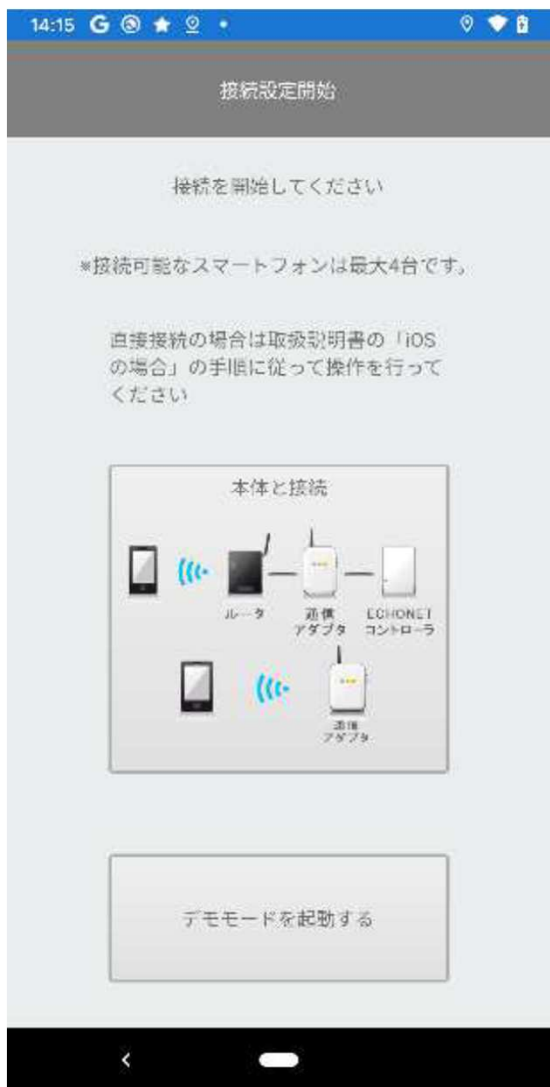 14:15
接続設定開始
接続を開始してください
※接続可能なスマートフォンは最大4台です。
直接接続の場合は取扱説明書の「iOS
の場合」の手順に従って操作を行って
ください
本体と接続
ルータ 通信 ECHONET
アダプタ コントローラ
通信
アダプタ
デモモードを起動する